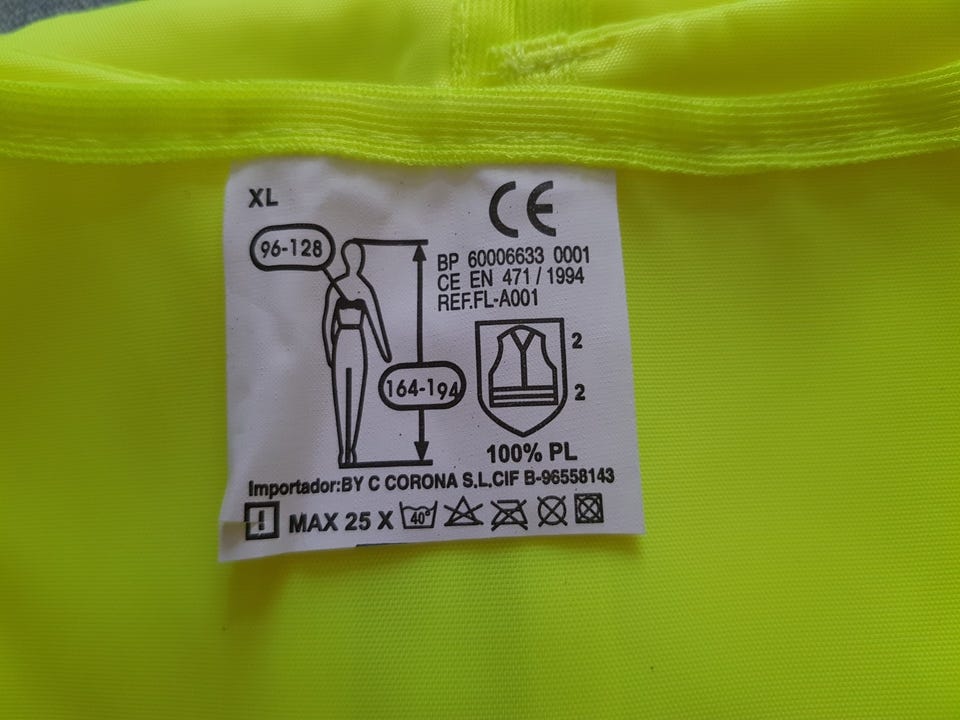 XL
CE
96-128
BP 60006633 0001
CE EN 471/1994
REF.FL-A001
2
164-194
2
100% PL
Importador:BY C CORONA S.L.CIF B-96558143
! MAX 25 X 40°